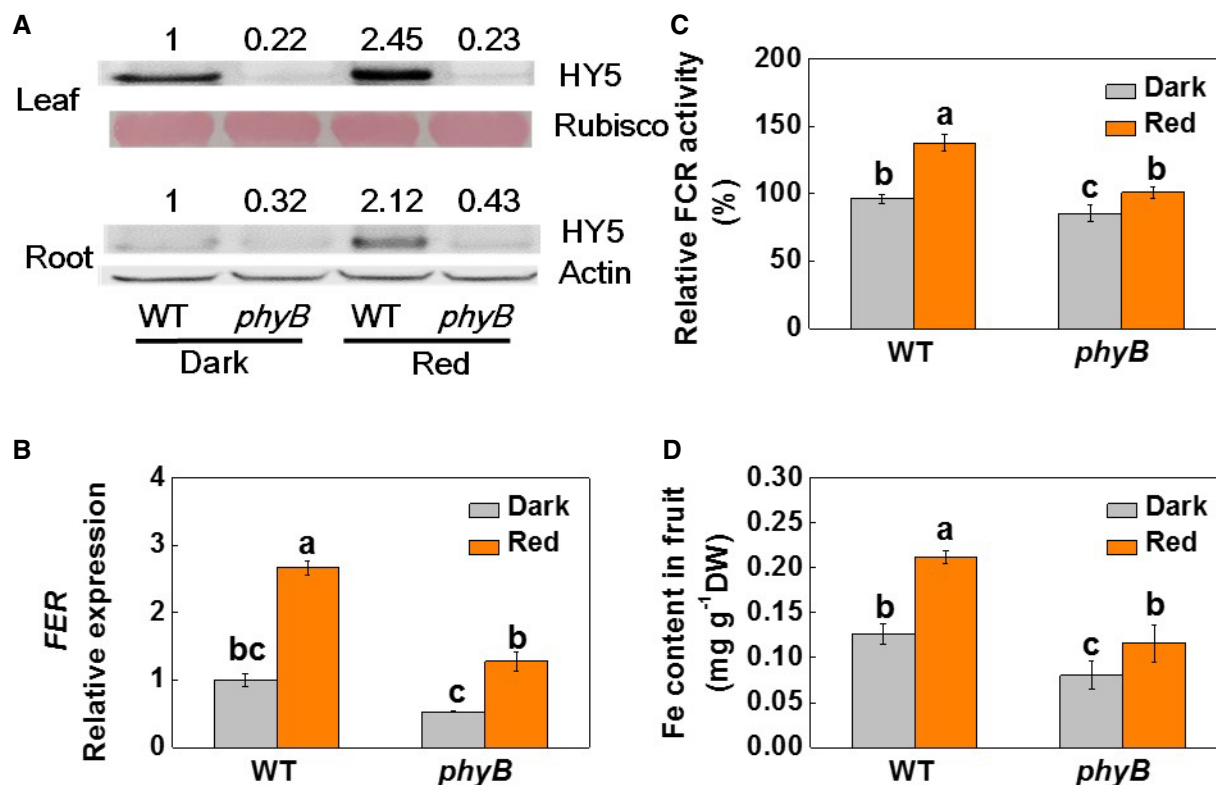 A
1 0.22 2.45 0.23
HY5
Leaf
Rubisco
1 0.32 2.12 0.43
HY5
Root
Actin
WT phyB WT phyB
Dark Red
B
FER
Relative expression
4
3
2
1
0
Dark
Red
bc
a
c
b
WT phyB
C
Relative FCR activity
(%)
200
150
100
50
0
Dark
Red
b
a
c
b
WT phyB
D
Fe content in fruit
(mg g-1DW)
0.30
0.25
0.20
0.15
0.10
0.05
0.00
Dark
Red
b
a
c
b
WT phyB